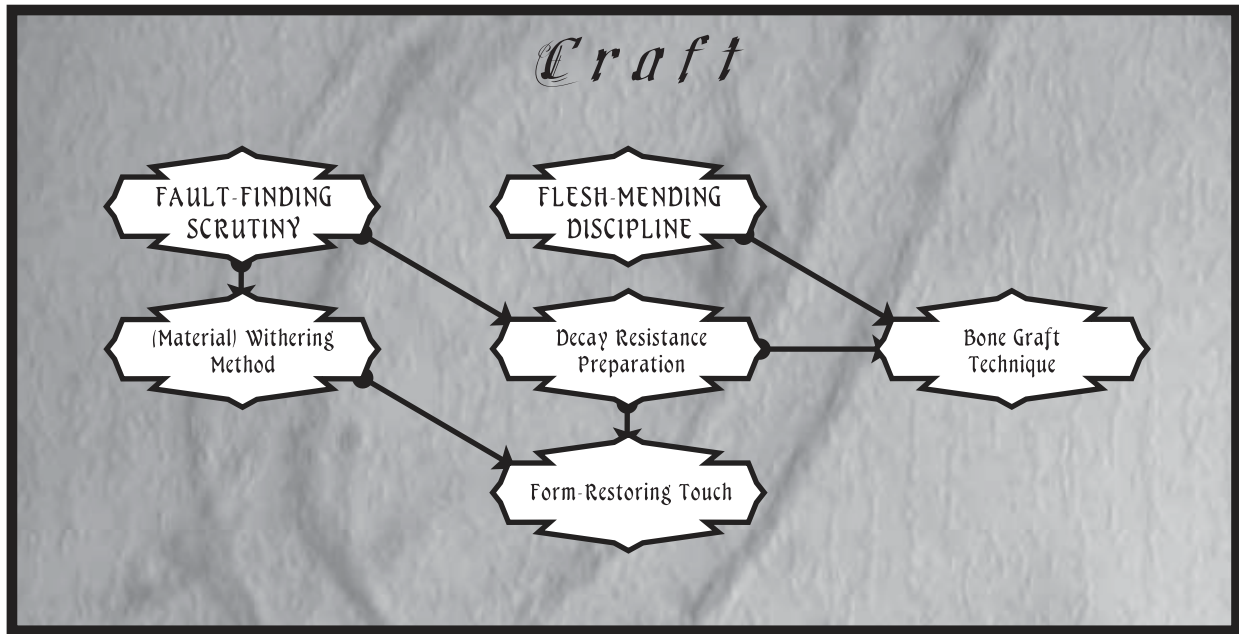 Craft
FAULT-FINDING
SCRUTINY
FLESH-MENDING
DISCIPLINE
(Material) Withering
Method
Decay Resistance
Preparation
Bone Graft
Technique
Form-Restoring Touch